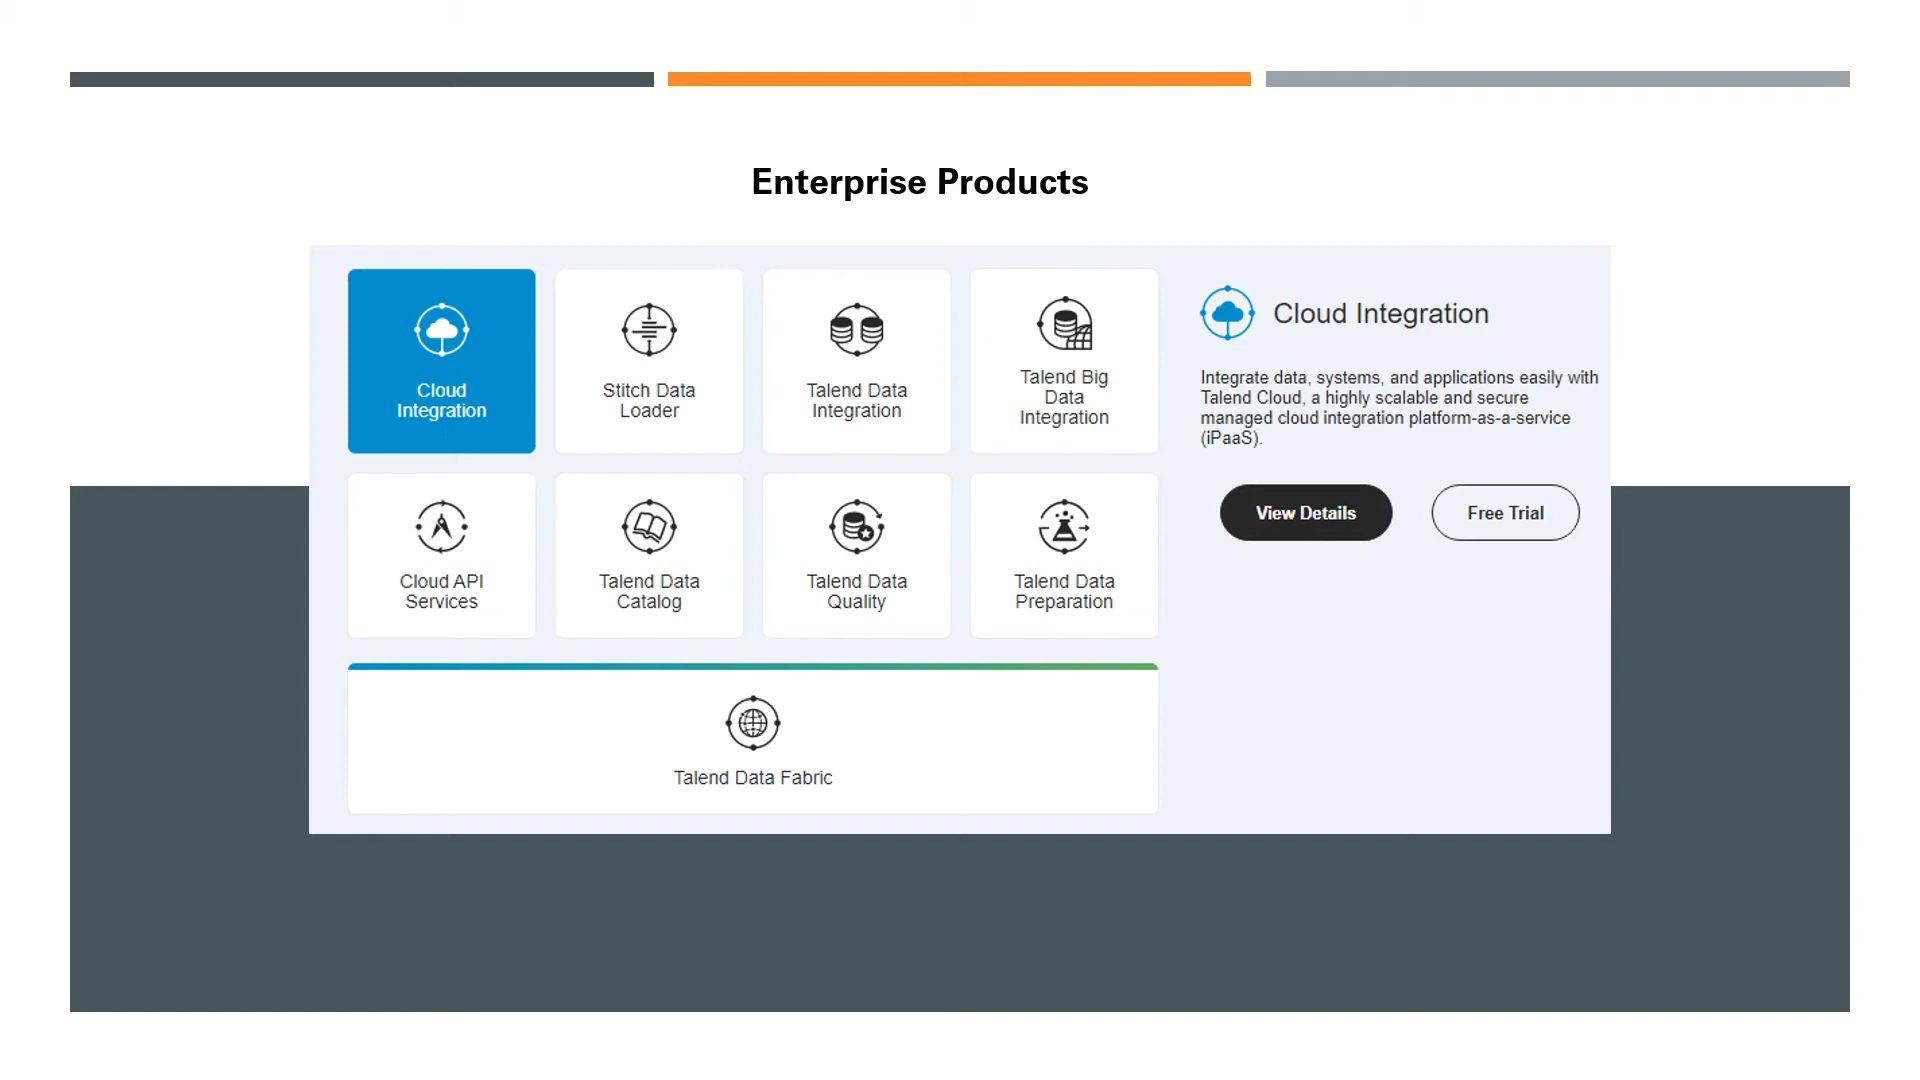 Enterprise Products
Cloud
Integration
Stitch Data
Loader
Talend Data
Integration
Talend Big
Data
Integration
Cloud API
Services
Talend Data
Catalog
Talend Data
Quality
Talend Data
Preparation
Talend Data Fabric
Cloud Integration
Integrate data, systems, and applications easily with
Talend Cloud, a highly scalable and secure
managed cloud integration platform-as-a-service
(iPaaS).
View Details
Free Trial